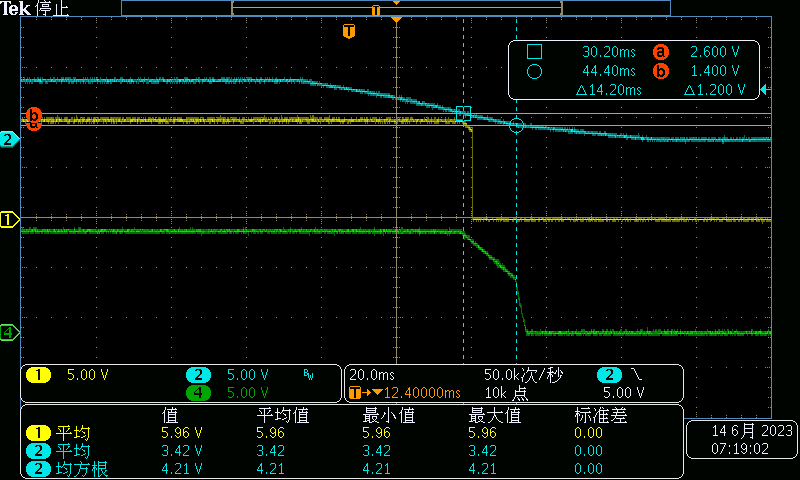 Tek 停止
T
T
30.20ms a 2.600 V
44.40ms b 1.400 V
△14.20ms △1.200 V
b
a
2
1
4
1 5.00 V
2 5.00 V BW
4 5.00 V
20.0ms 50.0k次/秒 2 5.00 V
T→▼12.40000ms 10k 点
值 平均值 最小值 最大值 标准差
1 平均 5.96 V 5.96 5.96 5.96 0.00
2 平均 3.42 V 3.42 3.42 3.42 0.00
2 均方根 4.21 V 4.21 4.21 4.21 0.00
14 6月 2023
07:19:02